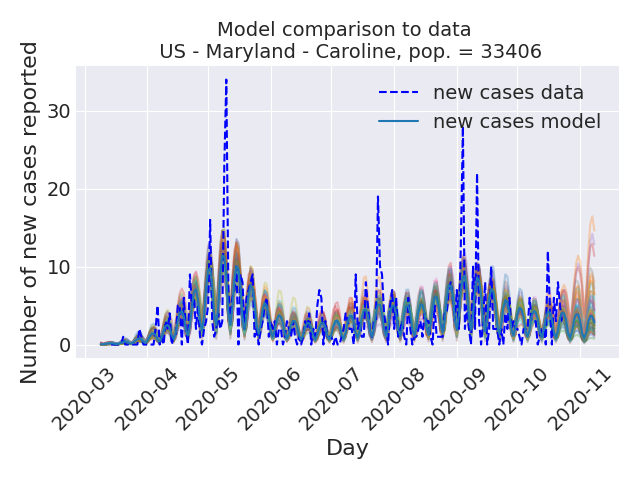 Model comparison to data
US - Maryland - Caroline, pop. = 33406
Number of new cases reported
30
20
10
0
new cases data
new cases model
2020-03
2020-04
2020-05
2020-06
2020-07
2020-08
2020-09
2020-10
2020-11
Day